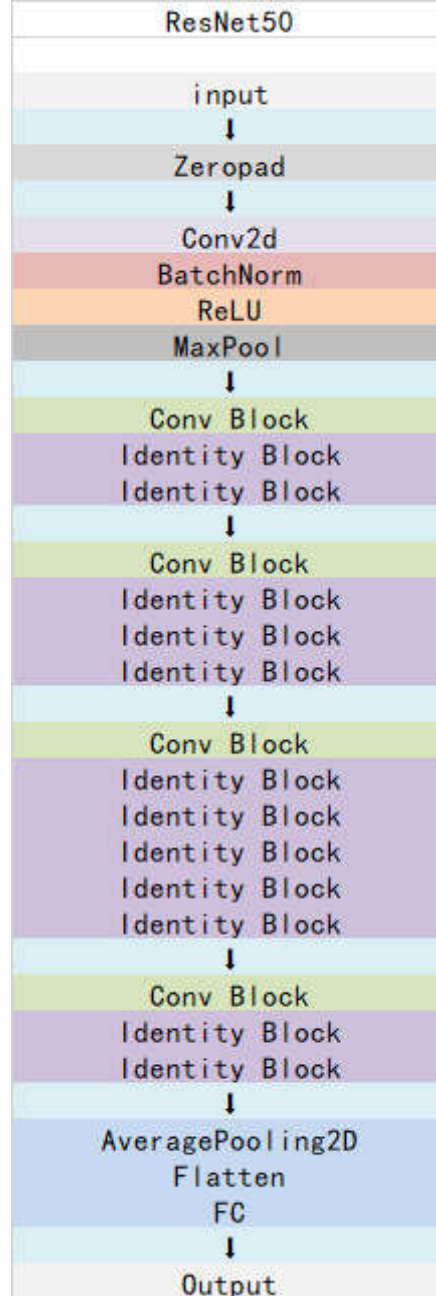 ResNet50
input
⬇
Zeropad
⬇
Conv2d
BatchNorm
ReLU
MaxPool
⬇
Conv Block
Identity Block
Identity Block
⬇
Conv Block
Identity Block
Identity Block
Identity Block
⬇
Conv Block
Identity Block
Identity Block
Identity Block
Identity Block
Identity Block
⬇
Conv Block
Identity Block
Identity Block
⬇
AveragePooling2D
Flatten
FC
⬇
Output